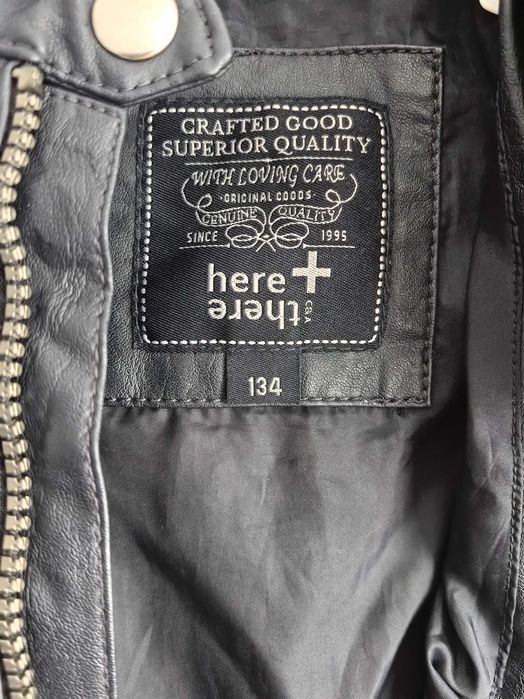 CRAFTED GOOD
SUPERIOR QUALITY
WITH LOVING CARE
·ORIGINAL GOODS·
GENUINE QUALITY
SINCE 1995
here +
there
C&A
134